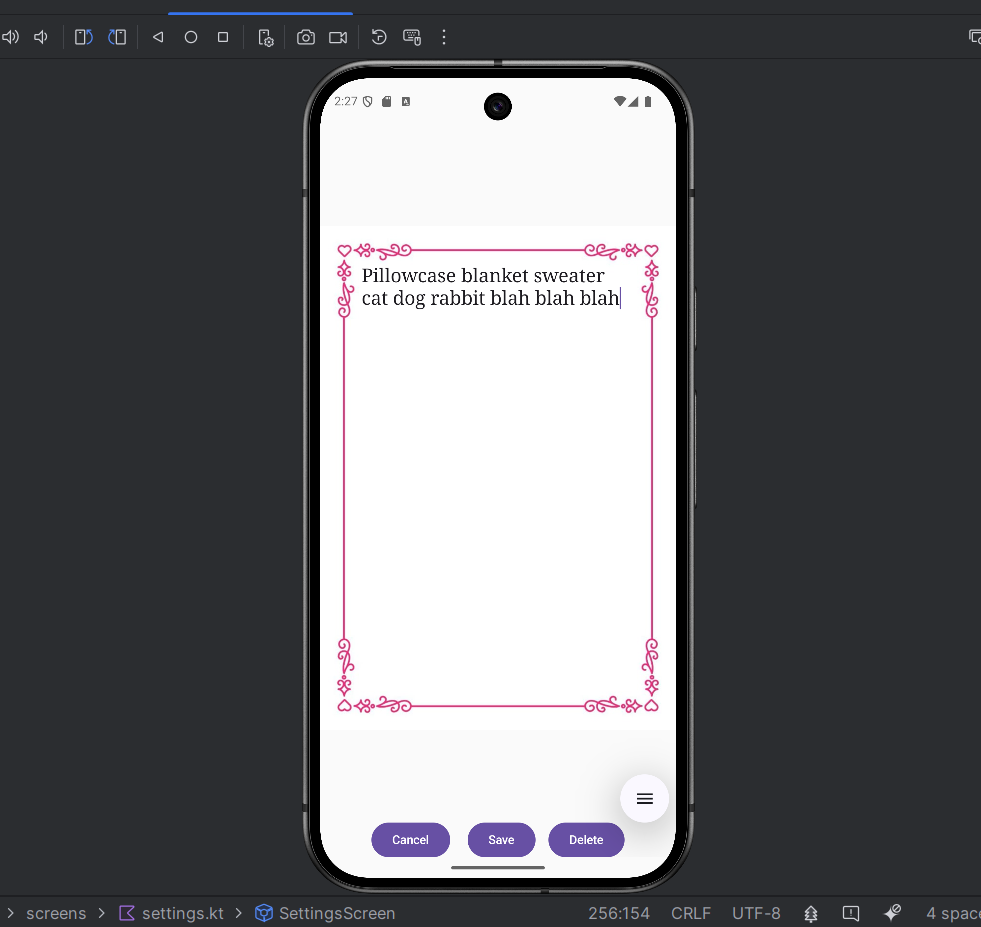 2:27
Pillowcase blanket sweater
cat dog rabbit blah blah blah
Cancel Save Delete
screens > settings.kt > SettingsScreen 256:154 CRLF UTF-8 4 spac